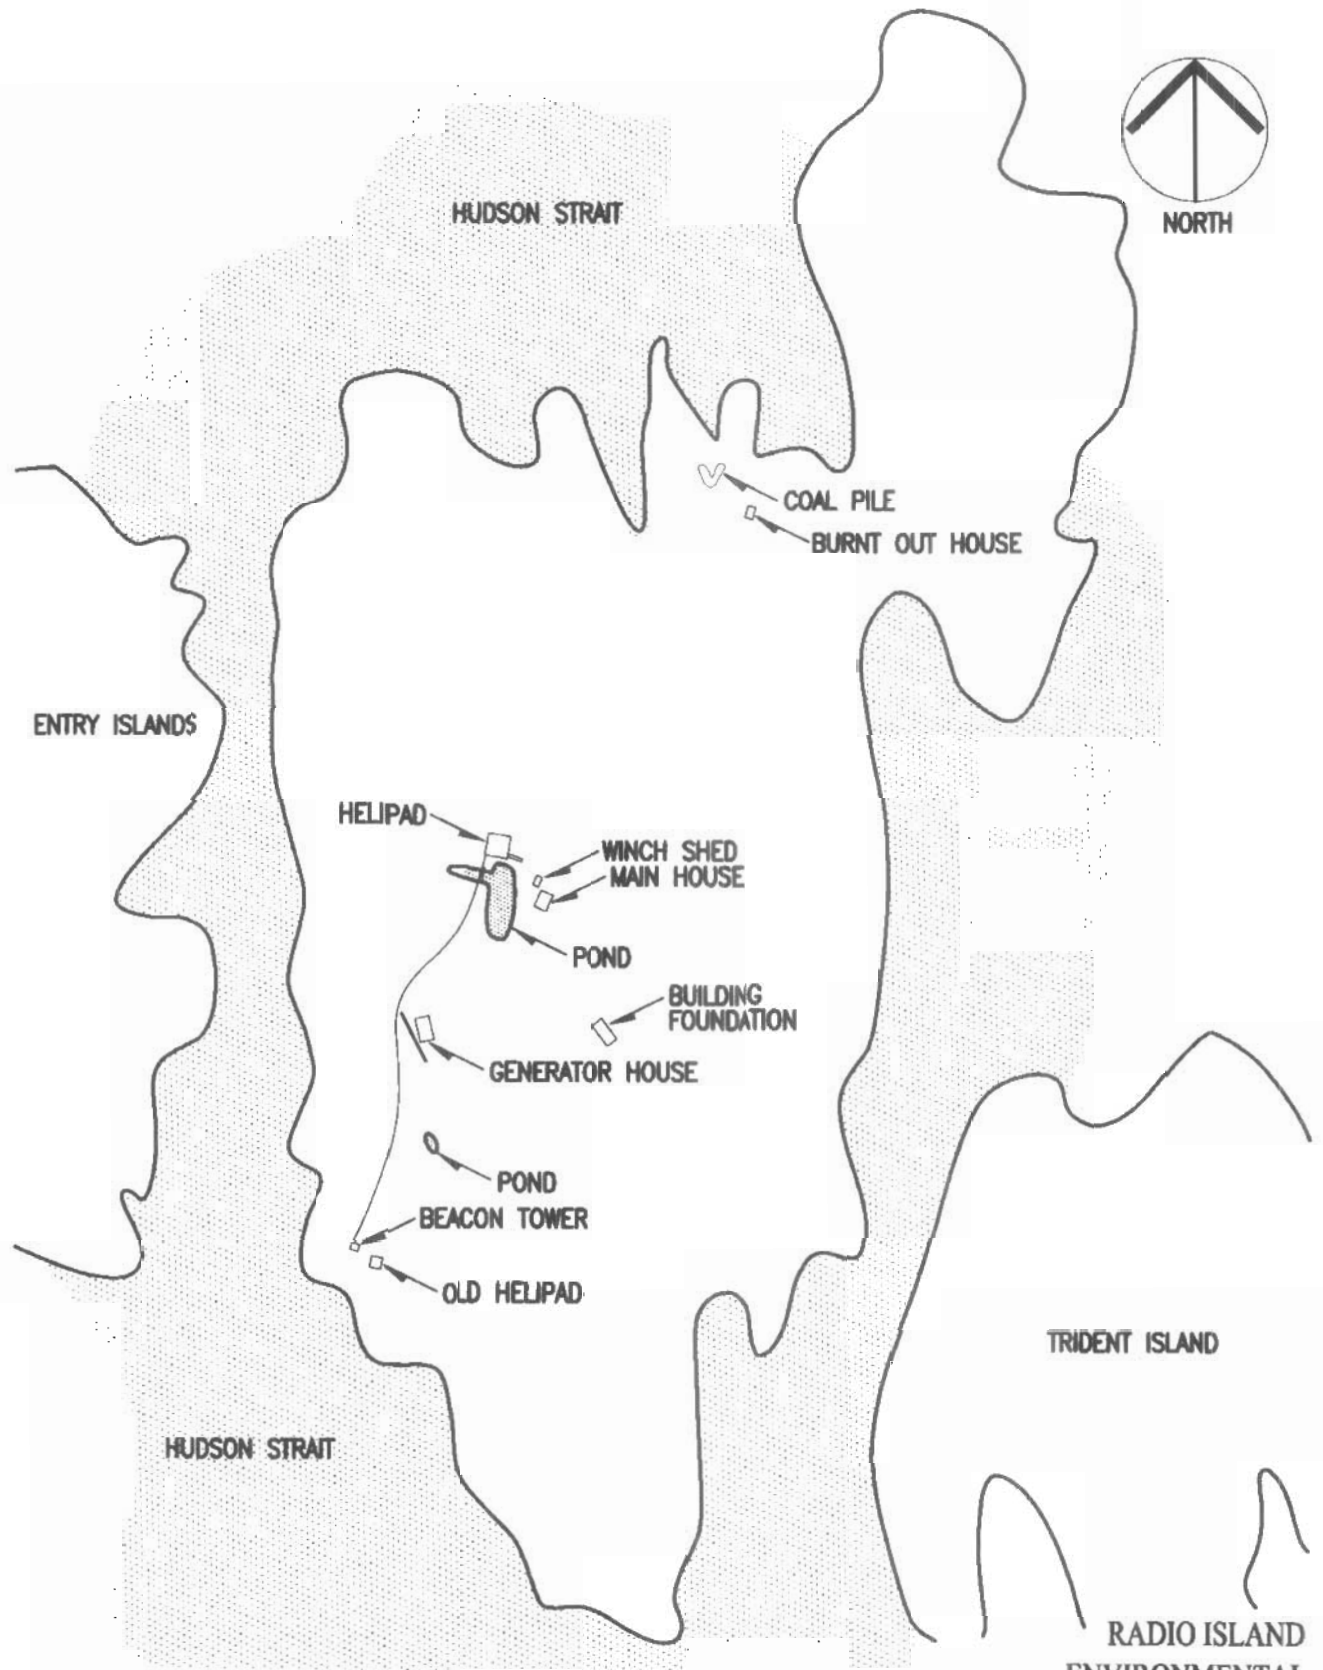 HUDSON STRAIT
NORTH
COAL PILE
BURNT OUT HOUSE
ENTRY ISLANDS
HELIPAD
WINCH SHED
MAIN HOUSE
POND
BUILDING
FOUNDATION
GENERATOR HOUSE
POND
BEACON TOWER
OLD HELIPAD
TRIDENT ISLAND
HUDSON STRAIT
RADIO ISLAND
ENVIRONMENTAL